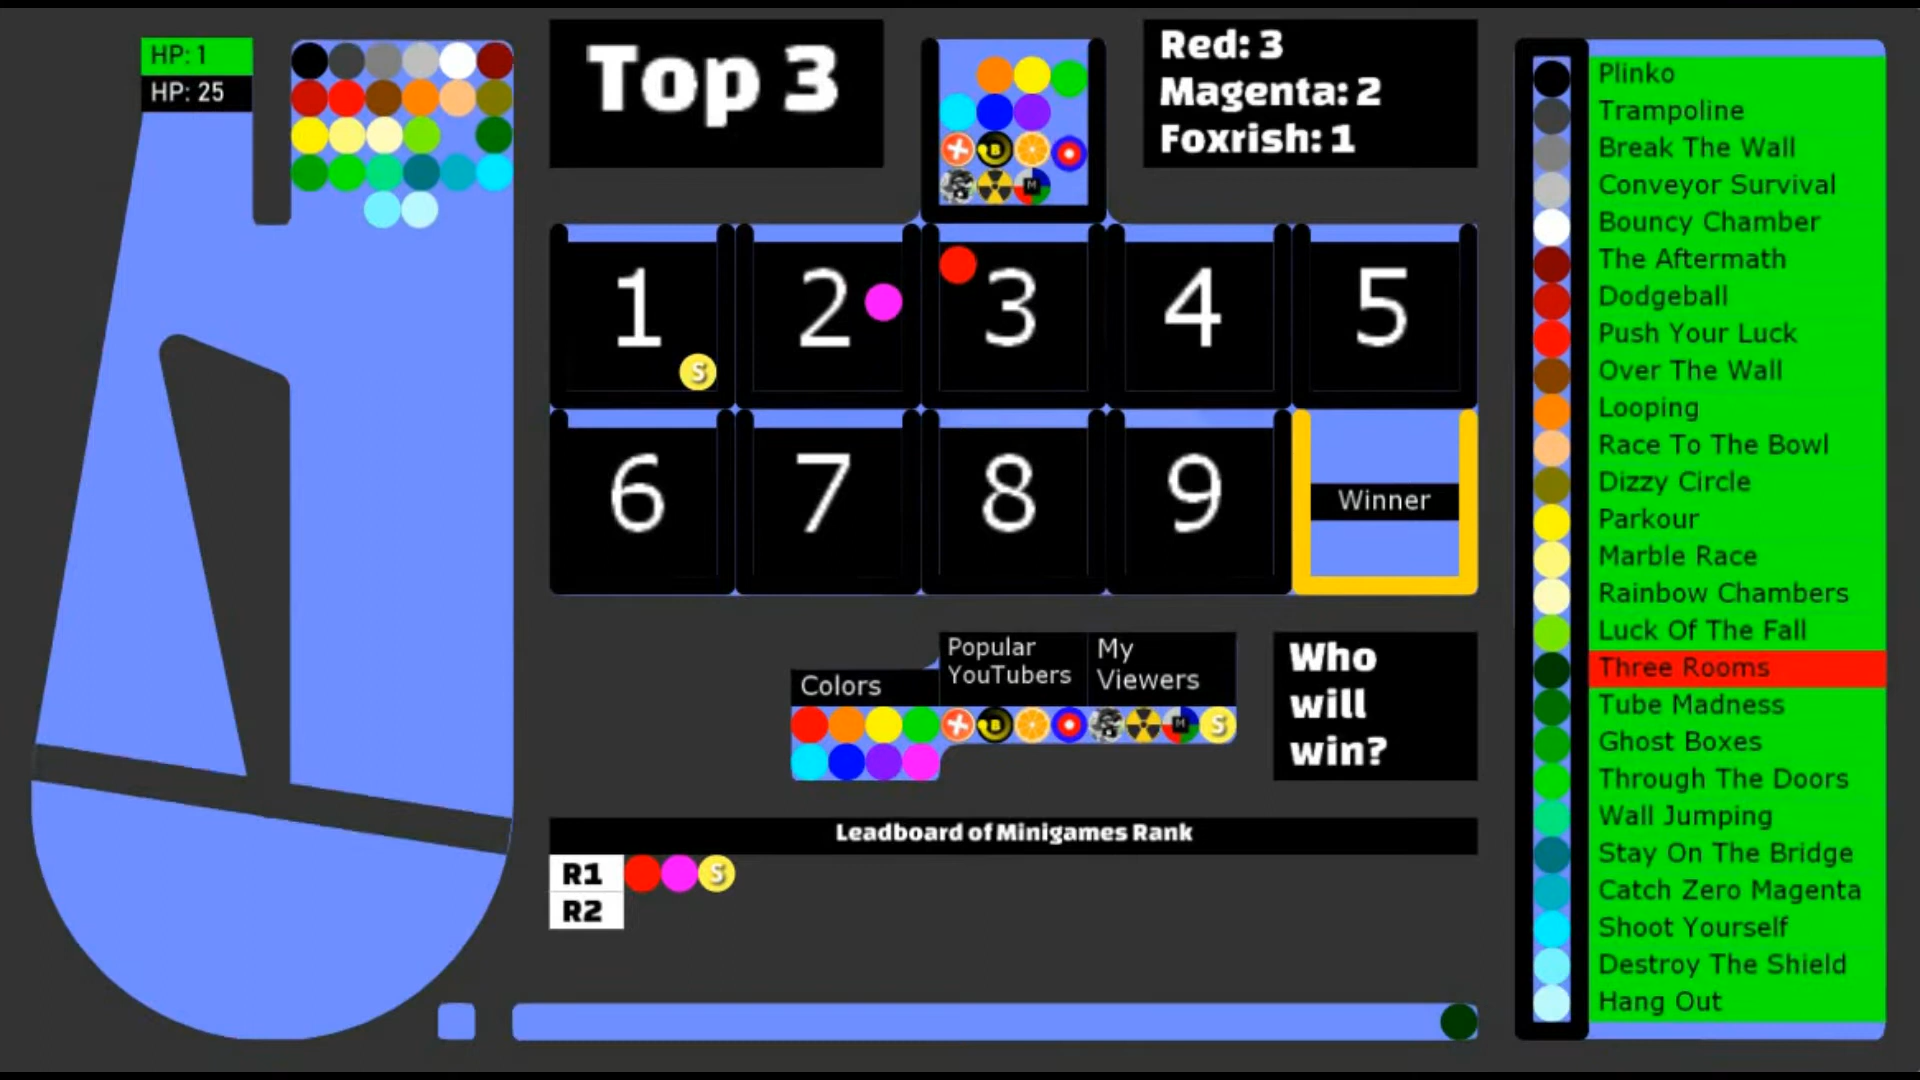 HP: 1
HP: 25
Top 3
Red: 3
Magenta: 2
Foxrish: 1
B
M
1
2
3
4
5
S
6
7
8
9
Winner
Colors
Popular
YouTubers
My
Viewers
B
M
S
Who
will
win?
Leadboard of Minigames Rank
R1
S
R2
Plinko
Trampoline
Break The Wall
Conveyor Survival
Bouncy Chamber
The Aftermath
Dodgeball
Push Your Luck
Over The Wall
Looping
Race To The Bowl
Dizzy Circle
Parkour
Marble Race
Rainbow Chambers
Luck Of The Fall
Three Rooms
Tube Madness
Ghost Boxes
Through The Doors
Wall Jumping
Stay On The Bridge
Catch Zero Magenta
Shoot Yourself
Destroy The Shield
Hang Out